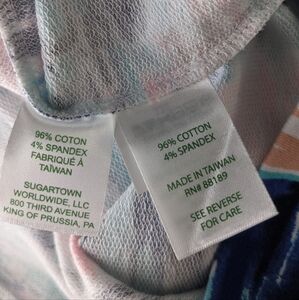 96% COTON
4% SPANDEX
FABRIQUÉ À
TAÏWAN
SUGARTOWN
WORLDWIDE, LLC
800 THIRD AVENUE
KING OF PRUSSIA, PA
96% COTTON
4% SPANDEX
MADE IN TAIWAN
RN# 88189
SEE REVERSE
FOR CARE